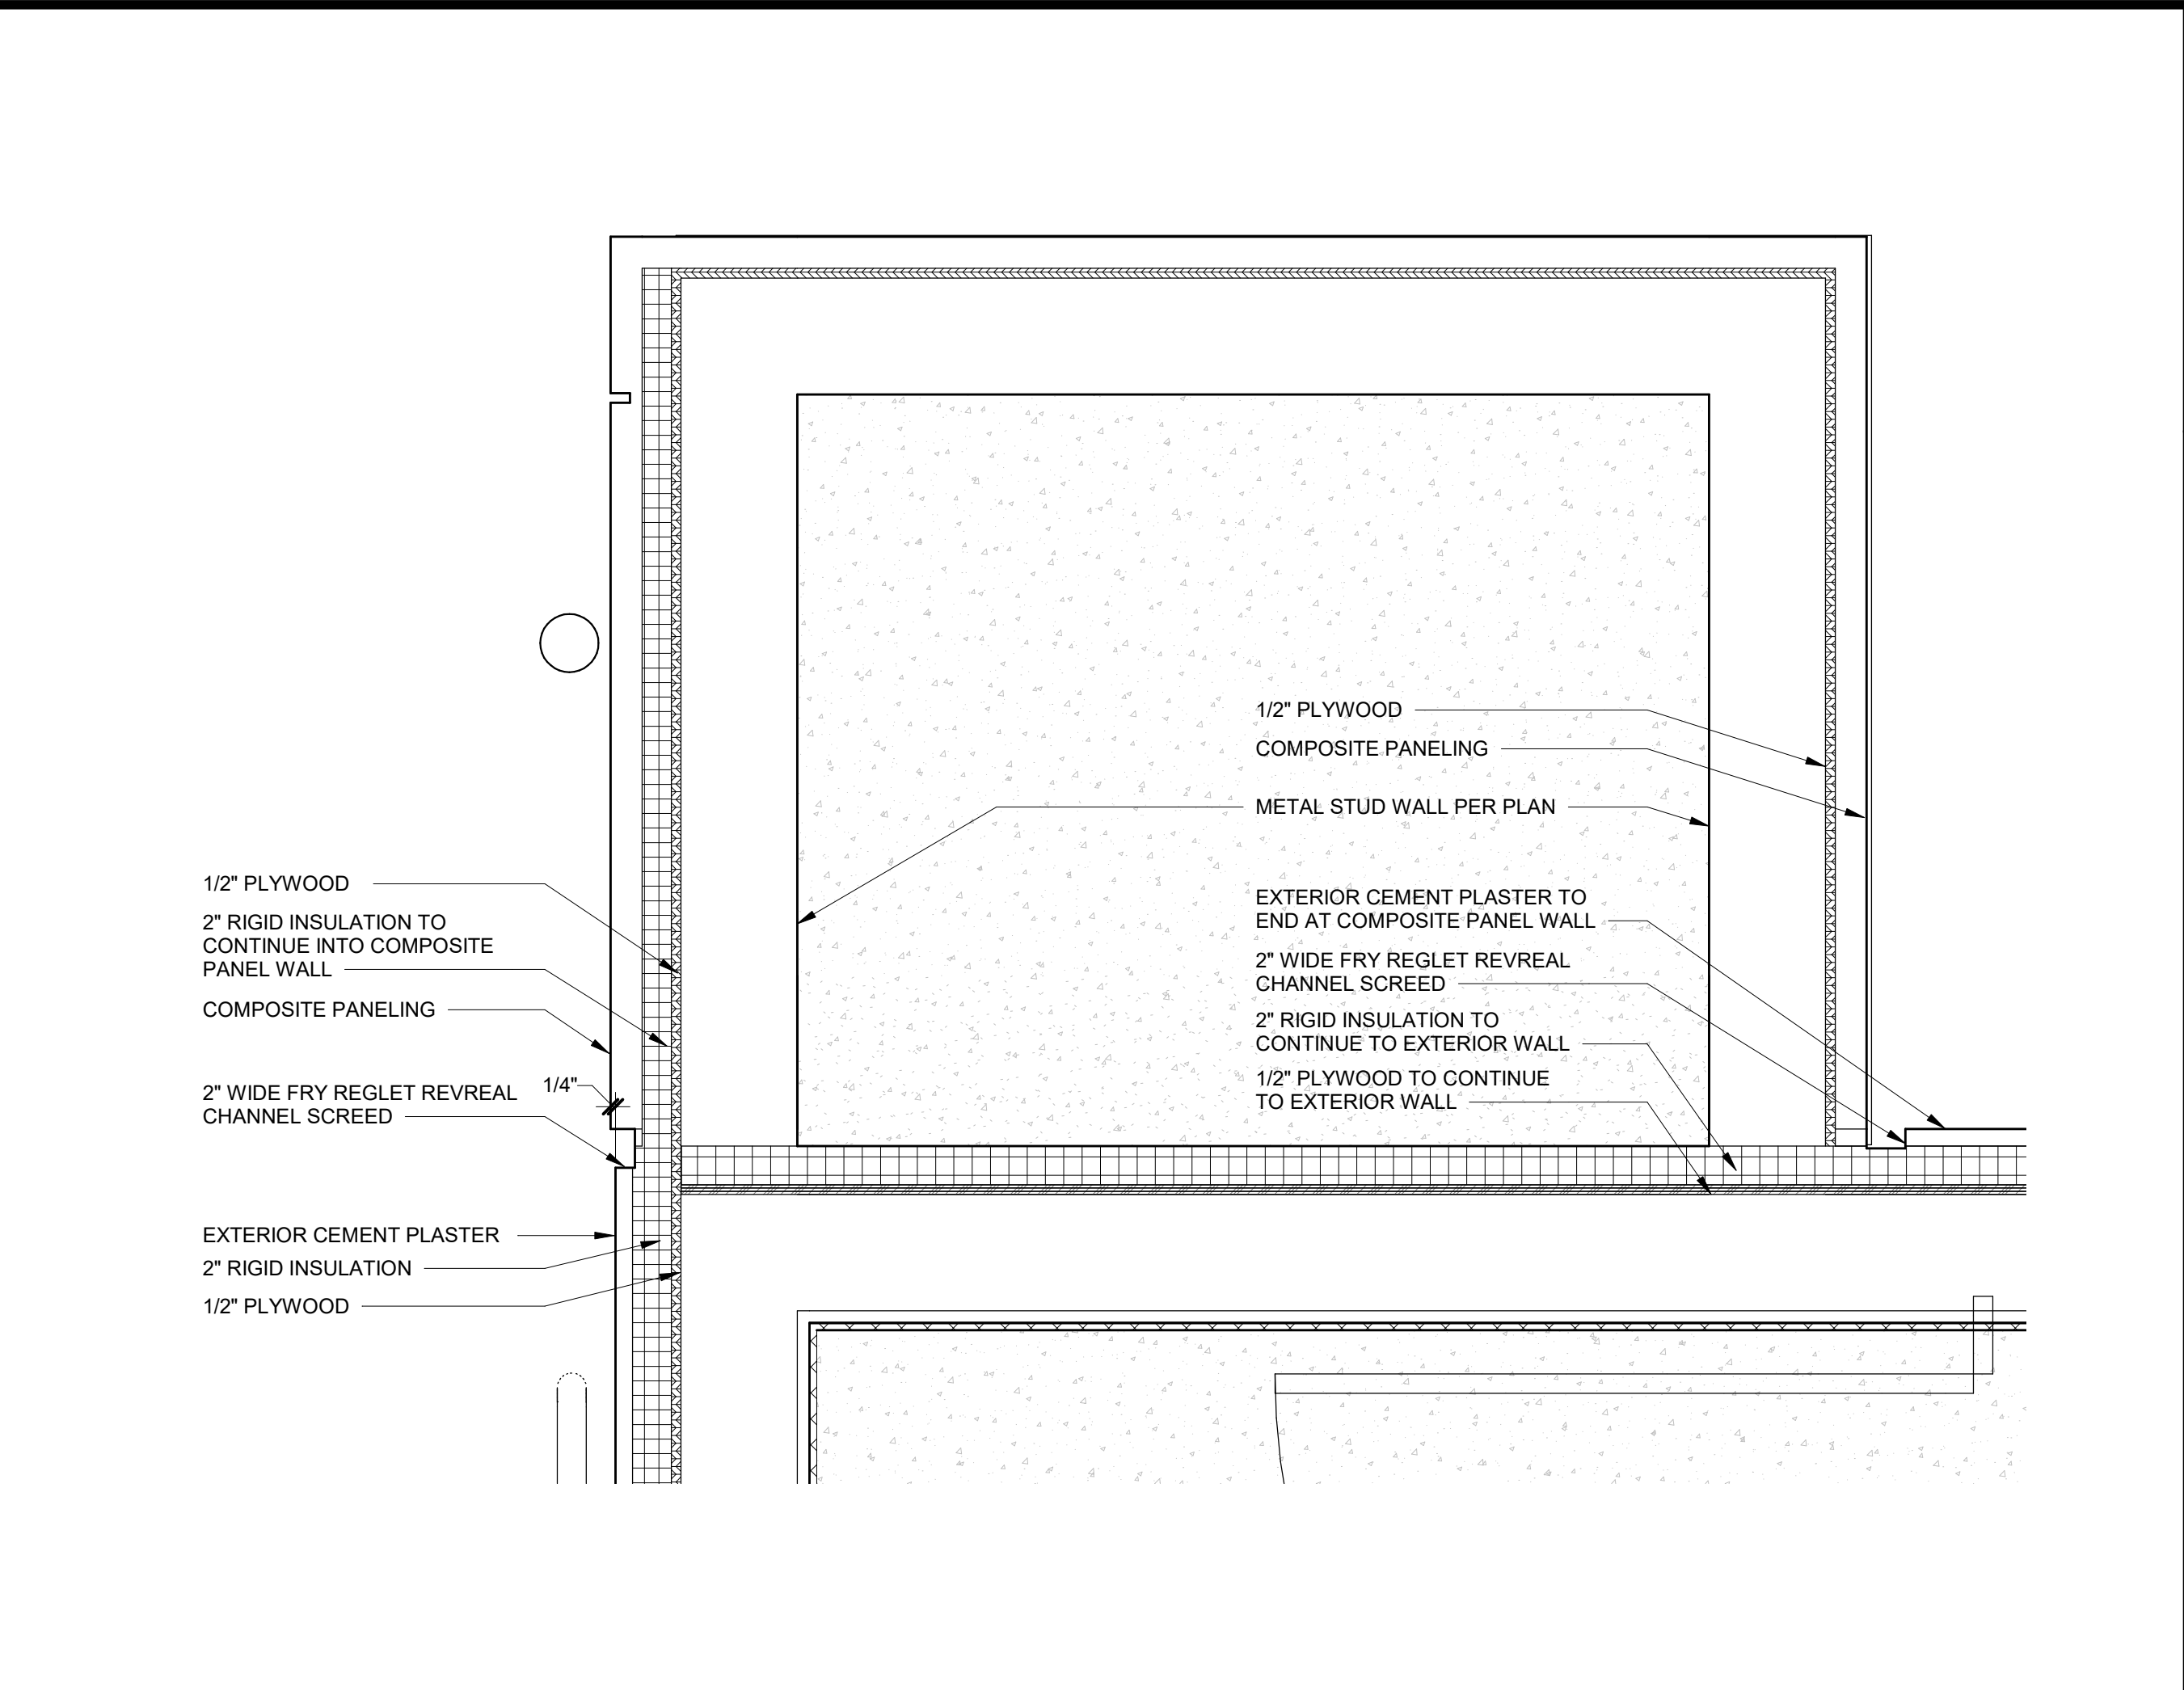 1/2" PLYWOOD
COMPOSITE PANELING
METAL STUD WALL PER PLAN
1/2" PLYWOOD
2" RIGID INSULATION TO
CONTINUE INTO COMPOSITE
PANEL WALL
COMPOSITE PANELING
2" WIDE FRY REGLET REVREAL
CHANNEL SCREED
1/4"
EXTERIOR CEMENT PLASTER
2" RIGID INSULATION
1/2" PLYWOOD
EXTERIOR CEMENT PLASTER TO
END AT COMPOSITE PANEL WALL
2" WIDE FRY REGLET REVREAL
CHANNEL SCREED
2" RIGID INSULATION TO
CONTINUE TO EXTERIOR WALL
1/2" PLYWOOD TO CONTINUE
TO EXTERIOR WALL